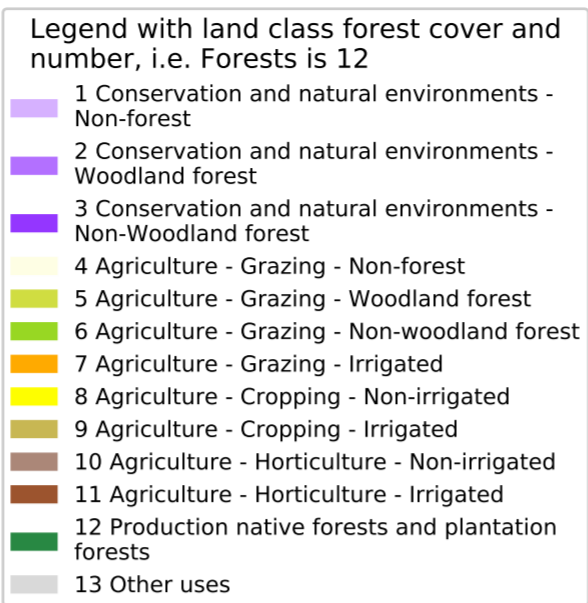 Legend with land class forest cover and
number, i.e. Forests is 12
1 Conservation and natural environments -
Non-forest
2 Conservation and natural environments -
Woodland forest
3 Conservation and natural environments -
Non-Woodland forest
4 Agriculture - Grazing - Non-forest
5 Agriculture - Grazing - Woodland forest
6 Agriculture - Grazing - Non-woodland forest
7 Agriculture - Grazing - Irrigated
8 Agriculture - Cropping - Non-irrigated
9 Agriculture - Cropping - Irrigated
10 Agriculture - Horticulture - Non-irrigated
11 Agriculture - Horticulture - Irrigated
12 Production native forests and plantation
forests
13 Other uses